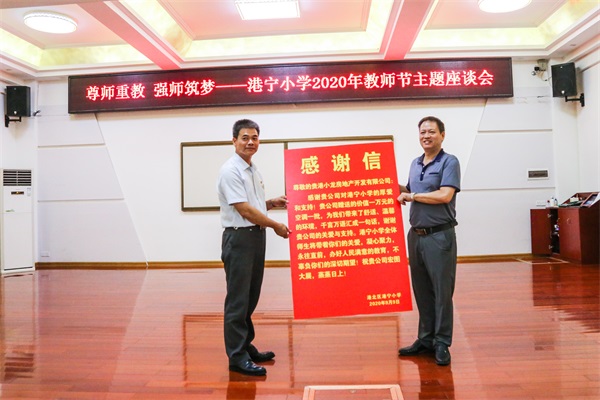 尊师重教 强师筑梦——港宁小学2020年教师节主题座谈会
感谢信
尊敬的贵港小龙房地产开发有限公司：
感谢贵公司对港宁小学的厚爱
和支持！贵公司赠送的价值一万元的
空调一批，为我们带来了舒适、温馨
的环境，千言万语汇成一句话，谢谢
贵公司的关爱与支持。港宁小学全体
师生将带着你们的关爱，凝心聚力，
永往直前，办好人民满意的教育，不
辜负你们的深切期望！祝贵公司宏图
大展，蒸蒸日上！
港北区港宁小学
2020年9月9日